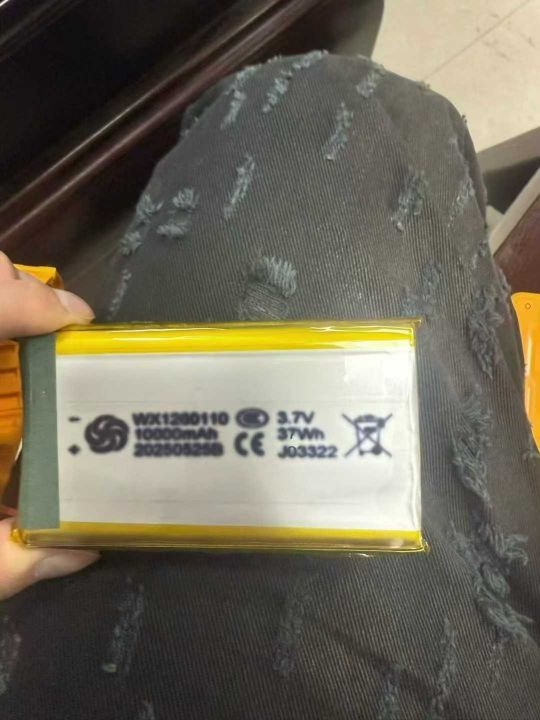 WX1260110
10000mAh
20250525B
CE
3.7V
37Wh
J03322
-
+